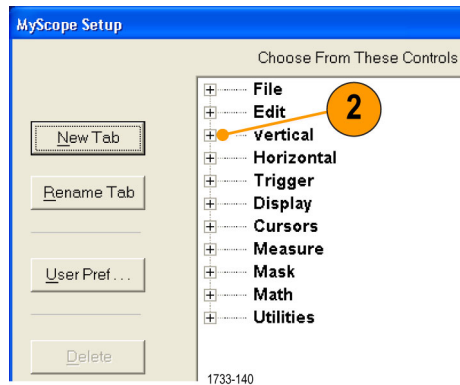 MyScope Setup
Choose From These Controls
File
Edit
2
Vertical
New Tab
Horizontal
Trigger
Rename Tab
Display
Cursors
Measure
User Pref . . .
Mask
Math
Utilities
Delete
1733-140